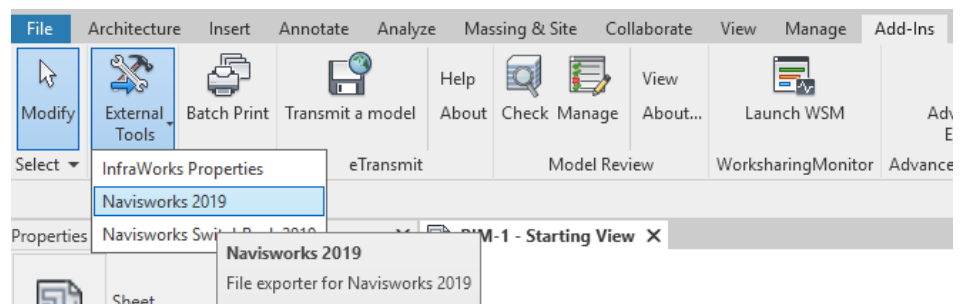 File Architecture Insert Annotate Analyze Massing & Site Collaborate View Manage Add-Ins
Help View
Modify External Batch Print Transmit a model About Check Manage About... Launch WSM
Tools
Select eTransmit Model Review WorksharingMonitor
InfraWorks Properties
Navisworks 2019
Properties Navisworks - Starting View X
Navisworks 2019
File exporter for Navisworks 2019
Sheet